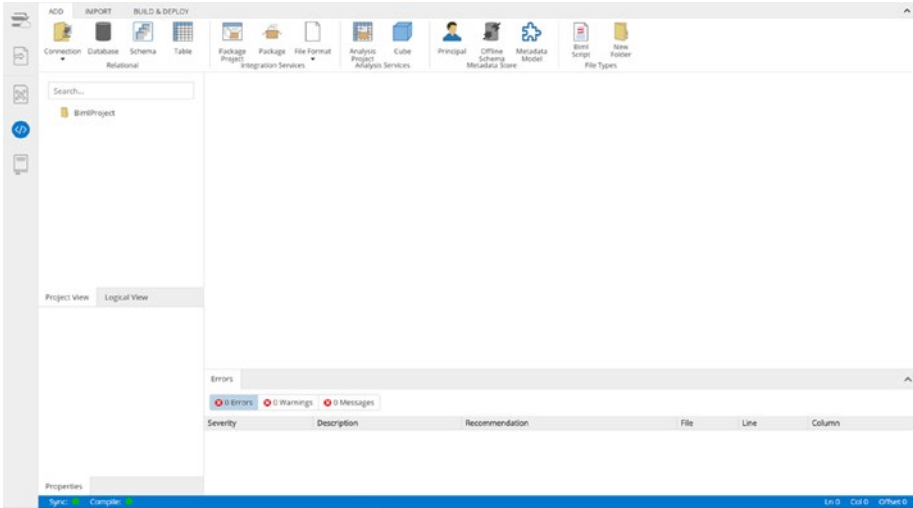 ADD IMPORT BUILD & DEPLOY
Connection Database Schema Table
Relational
Package Project Package File Format
Integration Services
Analysis Project Cube
Analysis Services
Principal Offline Schema Metadata Model
Metadata Store
Biml Script New Folder
File Types
Search...
BimlProject
Project View Logical View
Errors
0 Errors 0 Warnings 0 Messages
Severity Description Recommendation File Line Column
Properties
Sync: Compile: Ln 0 Col 0 Offset 0